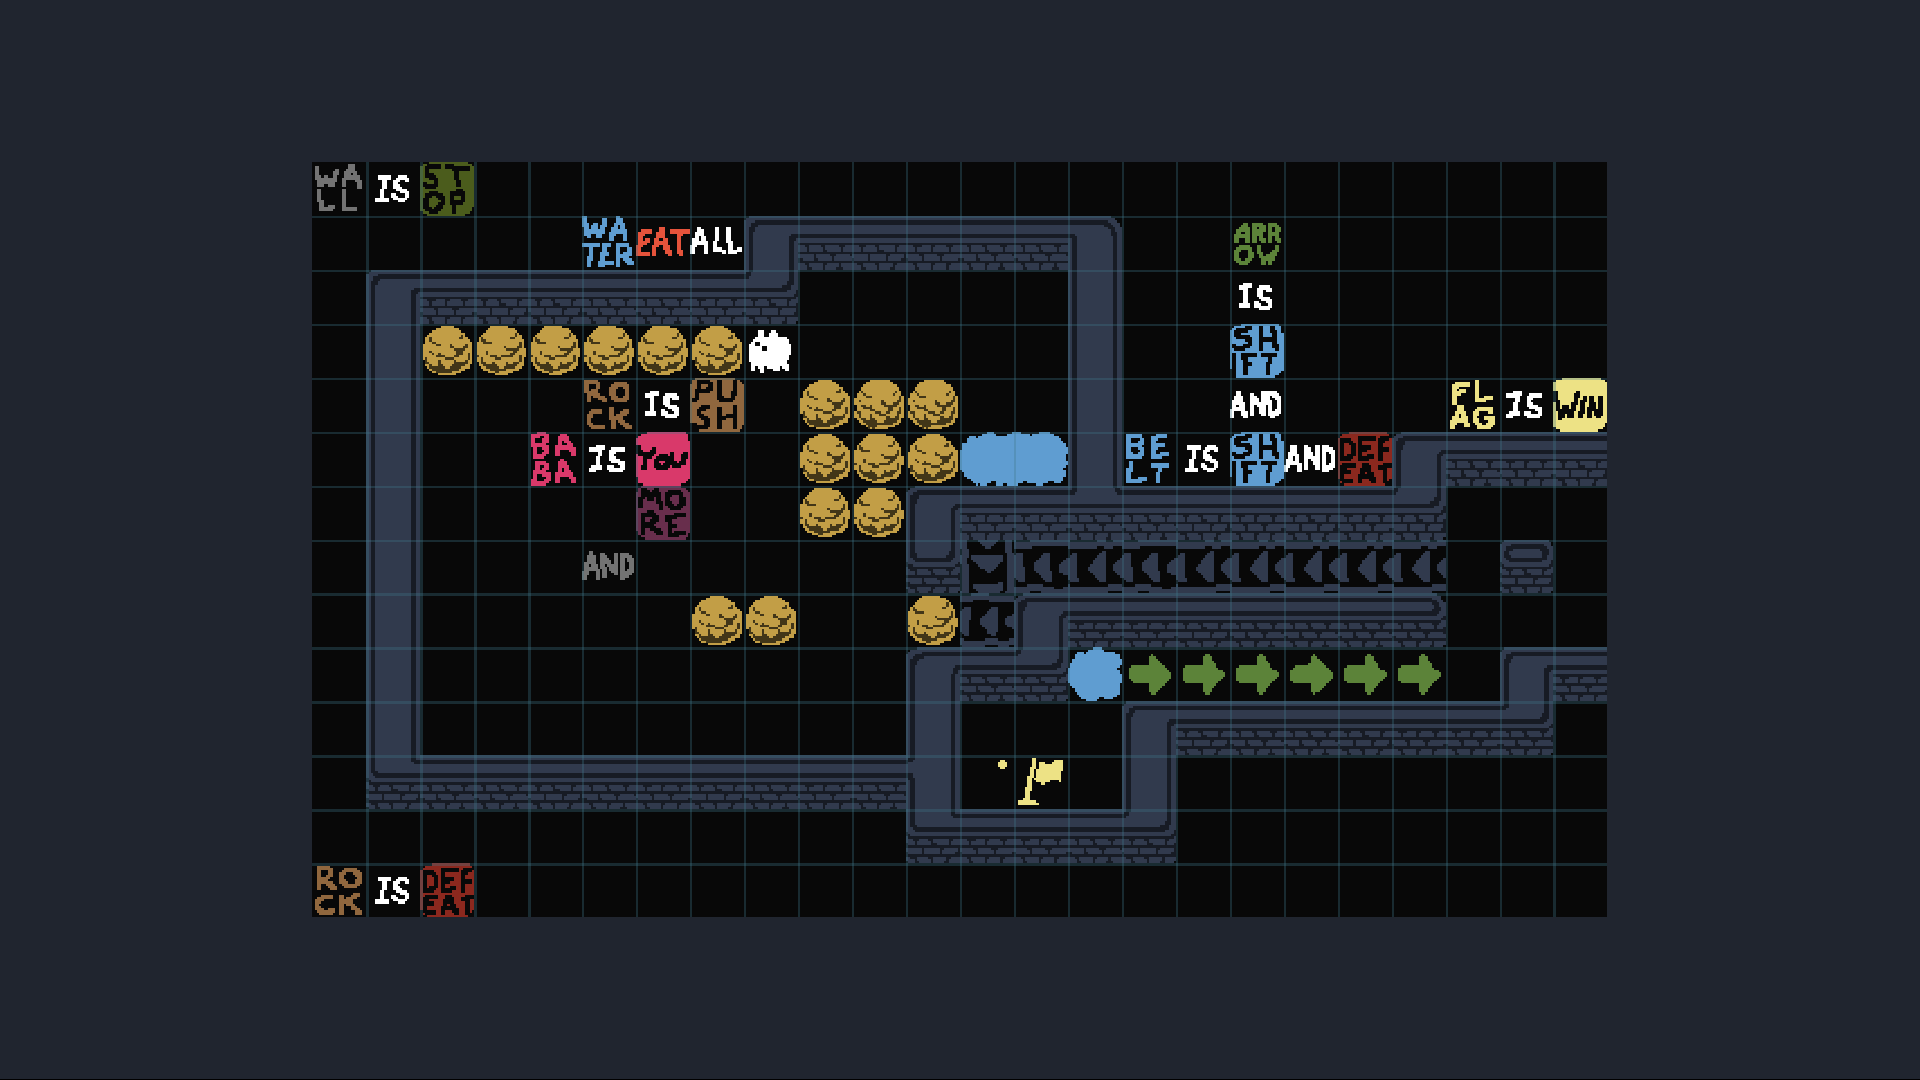 WALL IS STOP
WATER EAT ALL
ARROW
IS
SHIFT
ROCK IS PUSH
AND
FLAG IS WIN
BABA IS YOU
BELT IS SHIFT AND DEFEAT
MORE
AND
ROCK IS DEFEAT